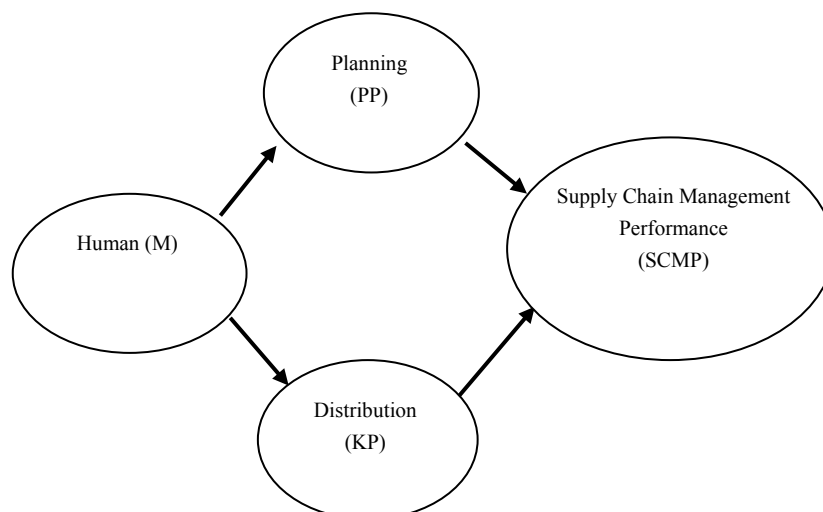 Planning
(PP)
Human (M)
Supply Chain Management
Performance
(SCMP)
Distribution
(KP)